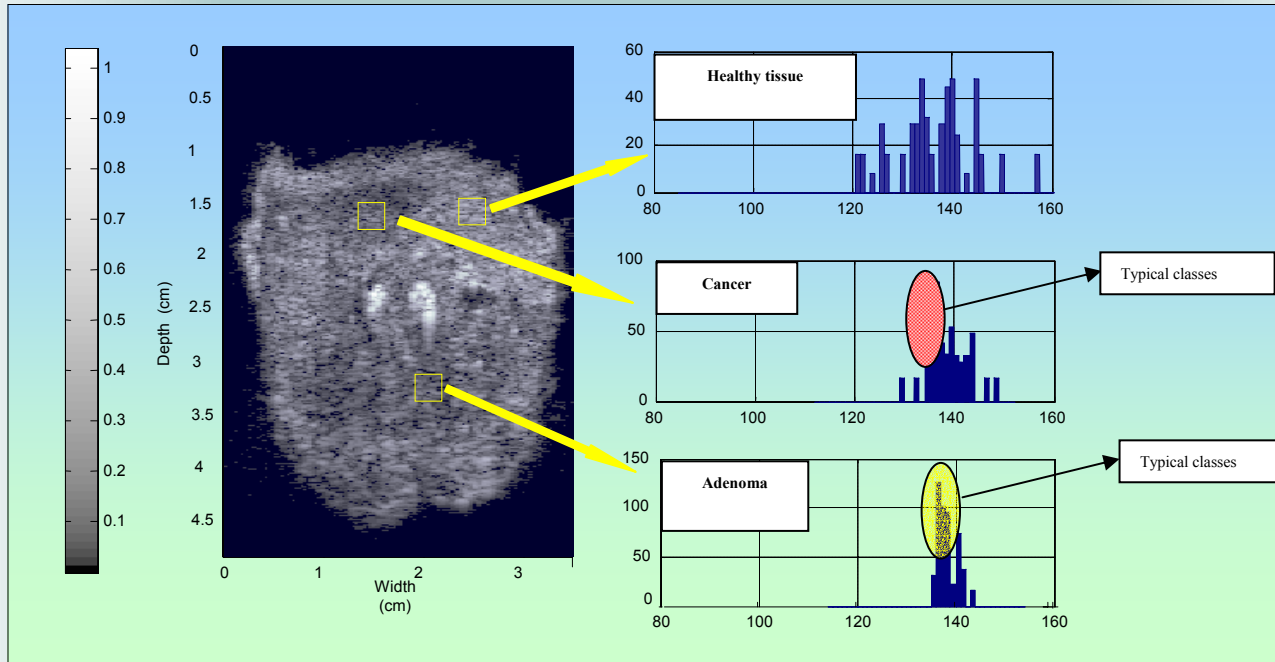 1
0.9
0.8
0.7
0.6
0.5
0.4
0.3
0.2
0.1
0
0.5
1
1.5
2
2.5
3
3.5
4
4.5
Depth (cm)
0 1 2 3
Width
(cm)
60
40
20
0
Healthy tissue
80 100 120 140 160
100
50
0
Cancer
80 100 120 140 160
Typical classes
150
100
50
0
Adenoma
80 100 120 140 160
Typical classes